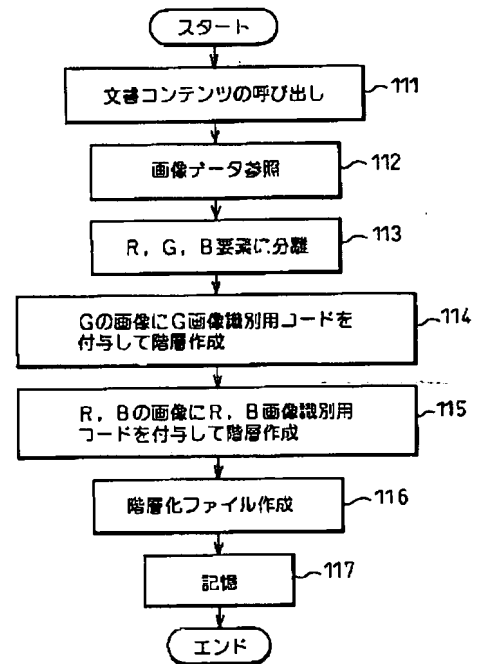 スタート
文書コンテンツの呼び出し
111
画像データ参照
112
R，G，B要素に分離
113
Gの画像にG画像識別用コードを
付与して階層作成
114
R，Bの画像にR，B画像識別用
コードを付与して階層作成
115
階層化ファイル作成
116
記憶
117
エンド